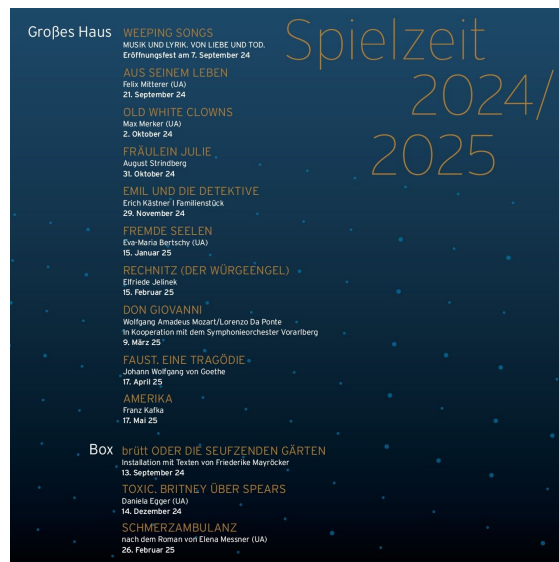 Großes Haus
WEEPING SONGS
MUSIK UND LYRIK. VON LIEBE UND TOD.
Eröffnungsfest am 7. September 24
AUS SEINEM LEBEN
Felix Mitterer (UA)
21. September 24
OLD WHITE CLOWNS
Max Merker (UA)
2. Oktober 24
FRÄULEIN JULIE
August Strindberg
31. Oktober 24
EMIL UND DIE DETEKTIVE
Erich Kästner I Familienstück
29. November 24
FREMDE SEELEN
Eva-Maria Bertschy (UA)
15. Januar 25
RECHNITZ (DER WÜRGEENGEL)
Elfriede Jelinek
15. Februar 25
DON GIOVANNI
Wolfgang Amadeus Mozart/Lorenzo Da Ponte
In Kooperation mit dem Symphonieorchester Vorarlberg
9. März 25
FAUST. EINE TRAGÖDIE
Johann Wolfgang von Goethe
17. April 25
AMERIKA
Franz Kafka
17. Mai 25
Box
brütt ODER DIE SEUFZENDEN GÄRTEN
Installation mit Texten von Friederike Mayröcker
13. September 24
TOXIC. BRITNEY ÜBER SPEARS
Daniela Egger (UA)
14. Dezember 24
SCHMERZAMBULANZ
nach dem Roman von Elena Messner (UA)
26. Februar 25
Spielzeit
2024/
2025